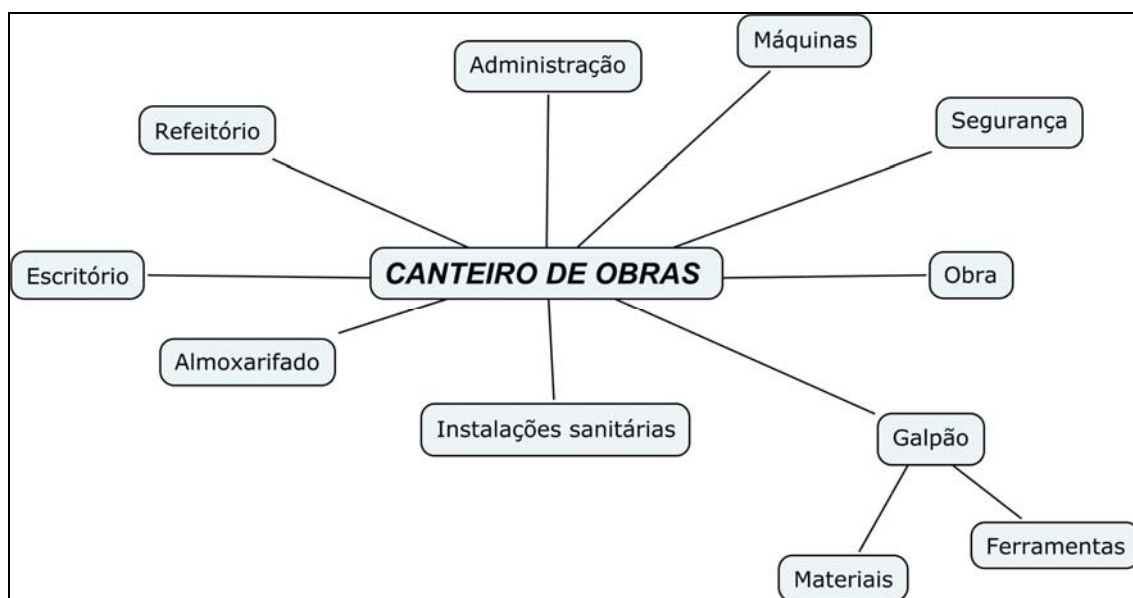 Máquinas
Administração
Segurança
Refeitório
CANTEIRO DE OBRAS
Escritório
Obra
Almoxarifado
Instalações sanitárias
Galpão
Ferramentas
Materiais